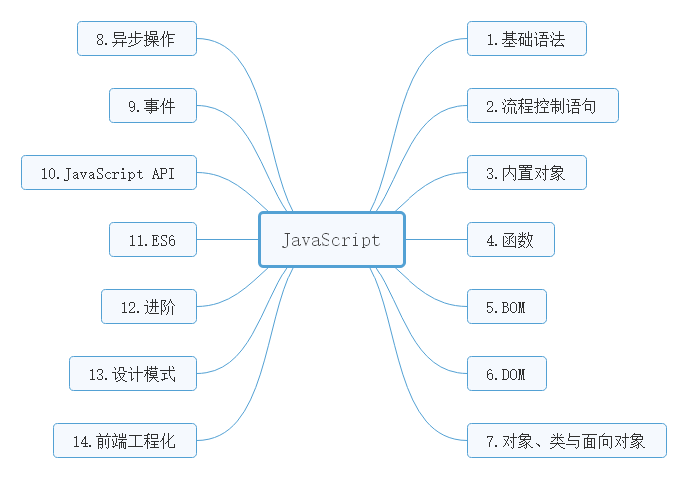 JavaScript
1.基础语法
2.流程控制语句
3.内置对象
4.函数
5.BOM
6.DOM
7.对象、类与面向对象
8.异步操作
9.事件
10.JavaScript API
11.ES6
12.进阶
13.设计模式
14.前端工程化